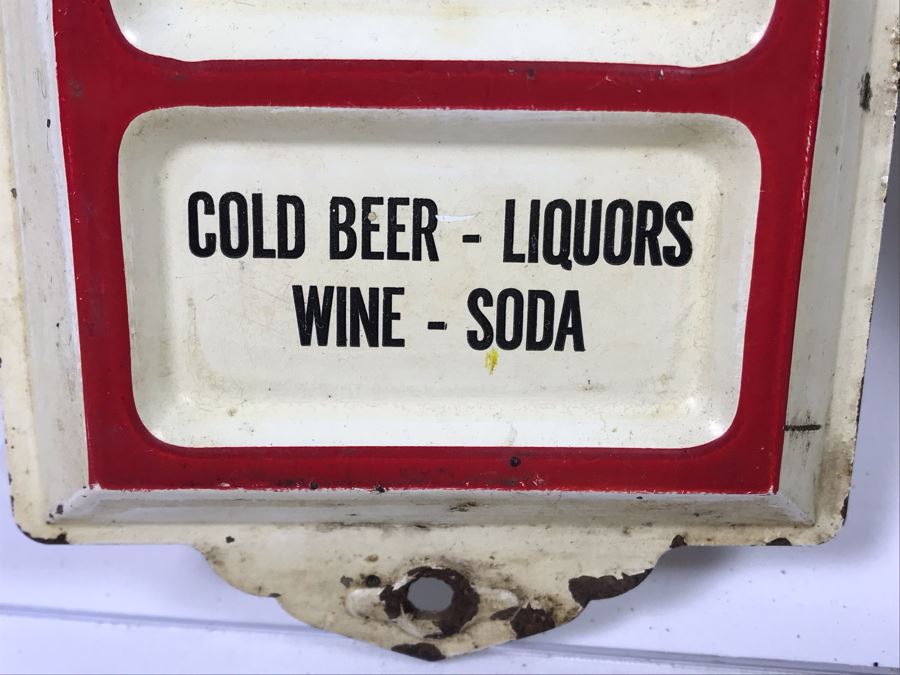 COLD BEER - LIQUORS
WINE - SODA